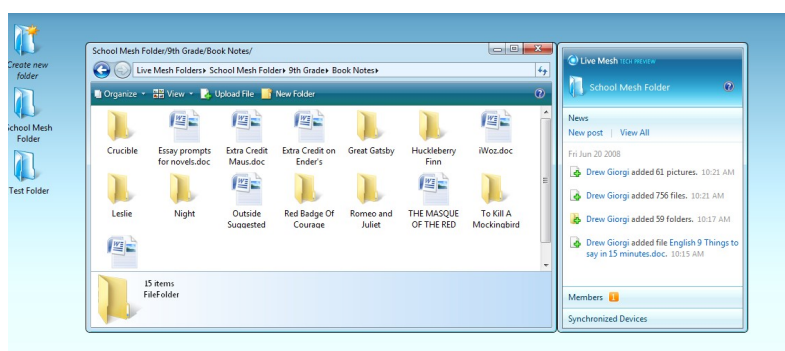 Create new
folder
School Mesh
Folder
Test Folder
School Mesh Folder/9th Grade/Book Notes/
Live Mesh Folders▸ School Mesh Folder▸ 9th Grade▸ Book Notes▸
Organize View Upload File New Folder
Crucible
Essay prompts
for novels.doc
Extra Credit
Maus.doc
Extra Credit on
Ender's
Great Gatsby
Huckleberry
Finn
iWoz.doc
Leslie
Night
Outside
Suggested
Red Badge Of
Courage
Romeo and
Juliet
THE MASQUE
OF THE RED
To Kill A
Mockingbird
15 items
FileFolder
Live Mesh TECH PREVIEW
School Mesh Folder
News
New post | View All
Fri Jun 20 2008
Drew Giorgi added 61 pictures. 10:21 AM
Drew Giorgi added 756 files. 10:21 AM
Drew Giorgi added 59 folders. 10:17 AM
Drew Giorgi added file English 9 Things to
say in 15 minutes.doc. 10:15 AM
Members
Synchronized Devices